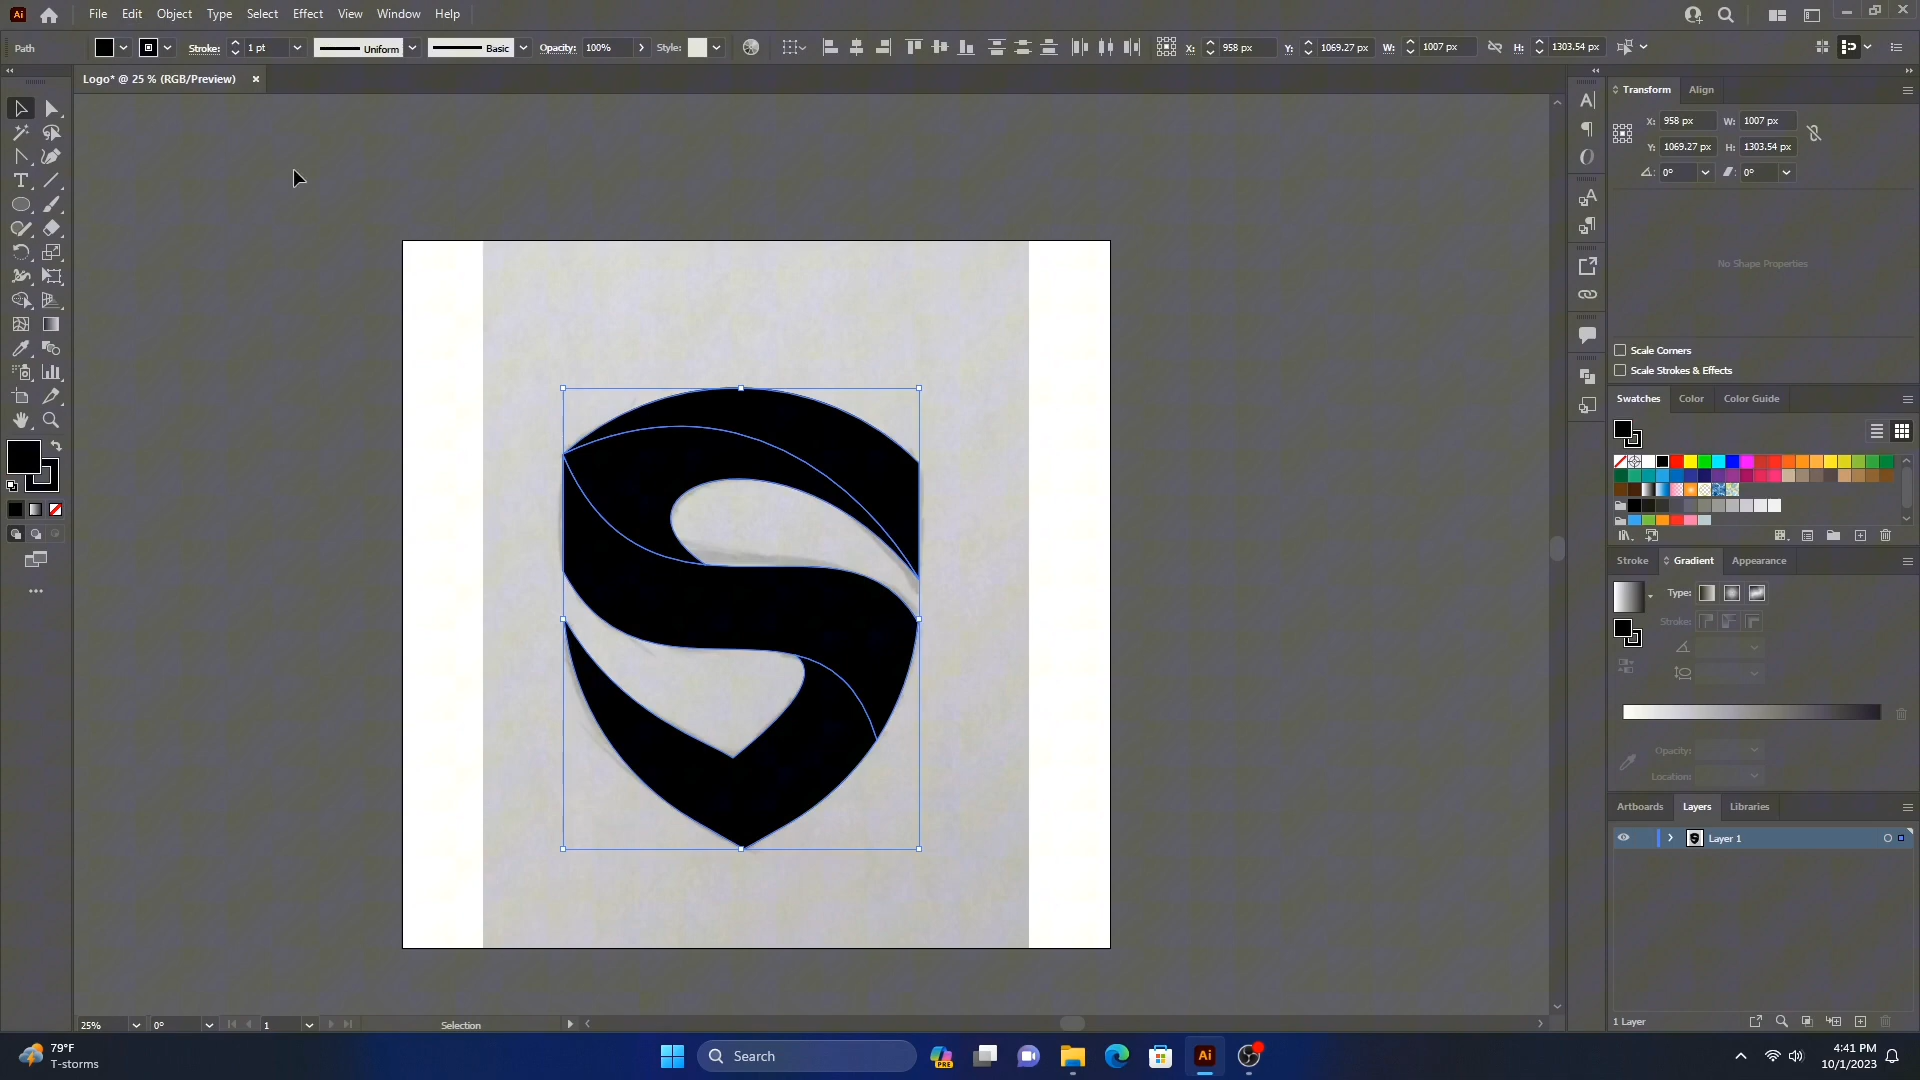 Ai File Edit Object Type Select Effect View Window Help
Path Stroke: 1 pt Uniform Basic Opacity: 100% Style: X: 958 px Y: 1069.27 px W: 1007 px H: 1303.54 px
Logo* @ 25 % (RGB/Preview) ×
Transform Align
X: 958 px W: 1007 px
Y: 1069.27 px H: 1303.54 px
0° 0°
No Shape Properties
Scale Corners
Scale Strokes & Effects
Swatches Color Color Guide
Stroke Gradient Appearance
Type:
Stroke:
Opacity:
Location:
Artboards Layers Libraries
Layer 1
1 Layer
25% 0° 1 Selection
79°F
T-storms
Search
PRE
Ai
4:41 PM
10/1/2023